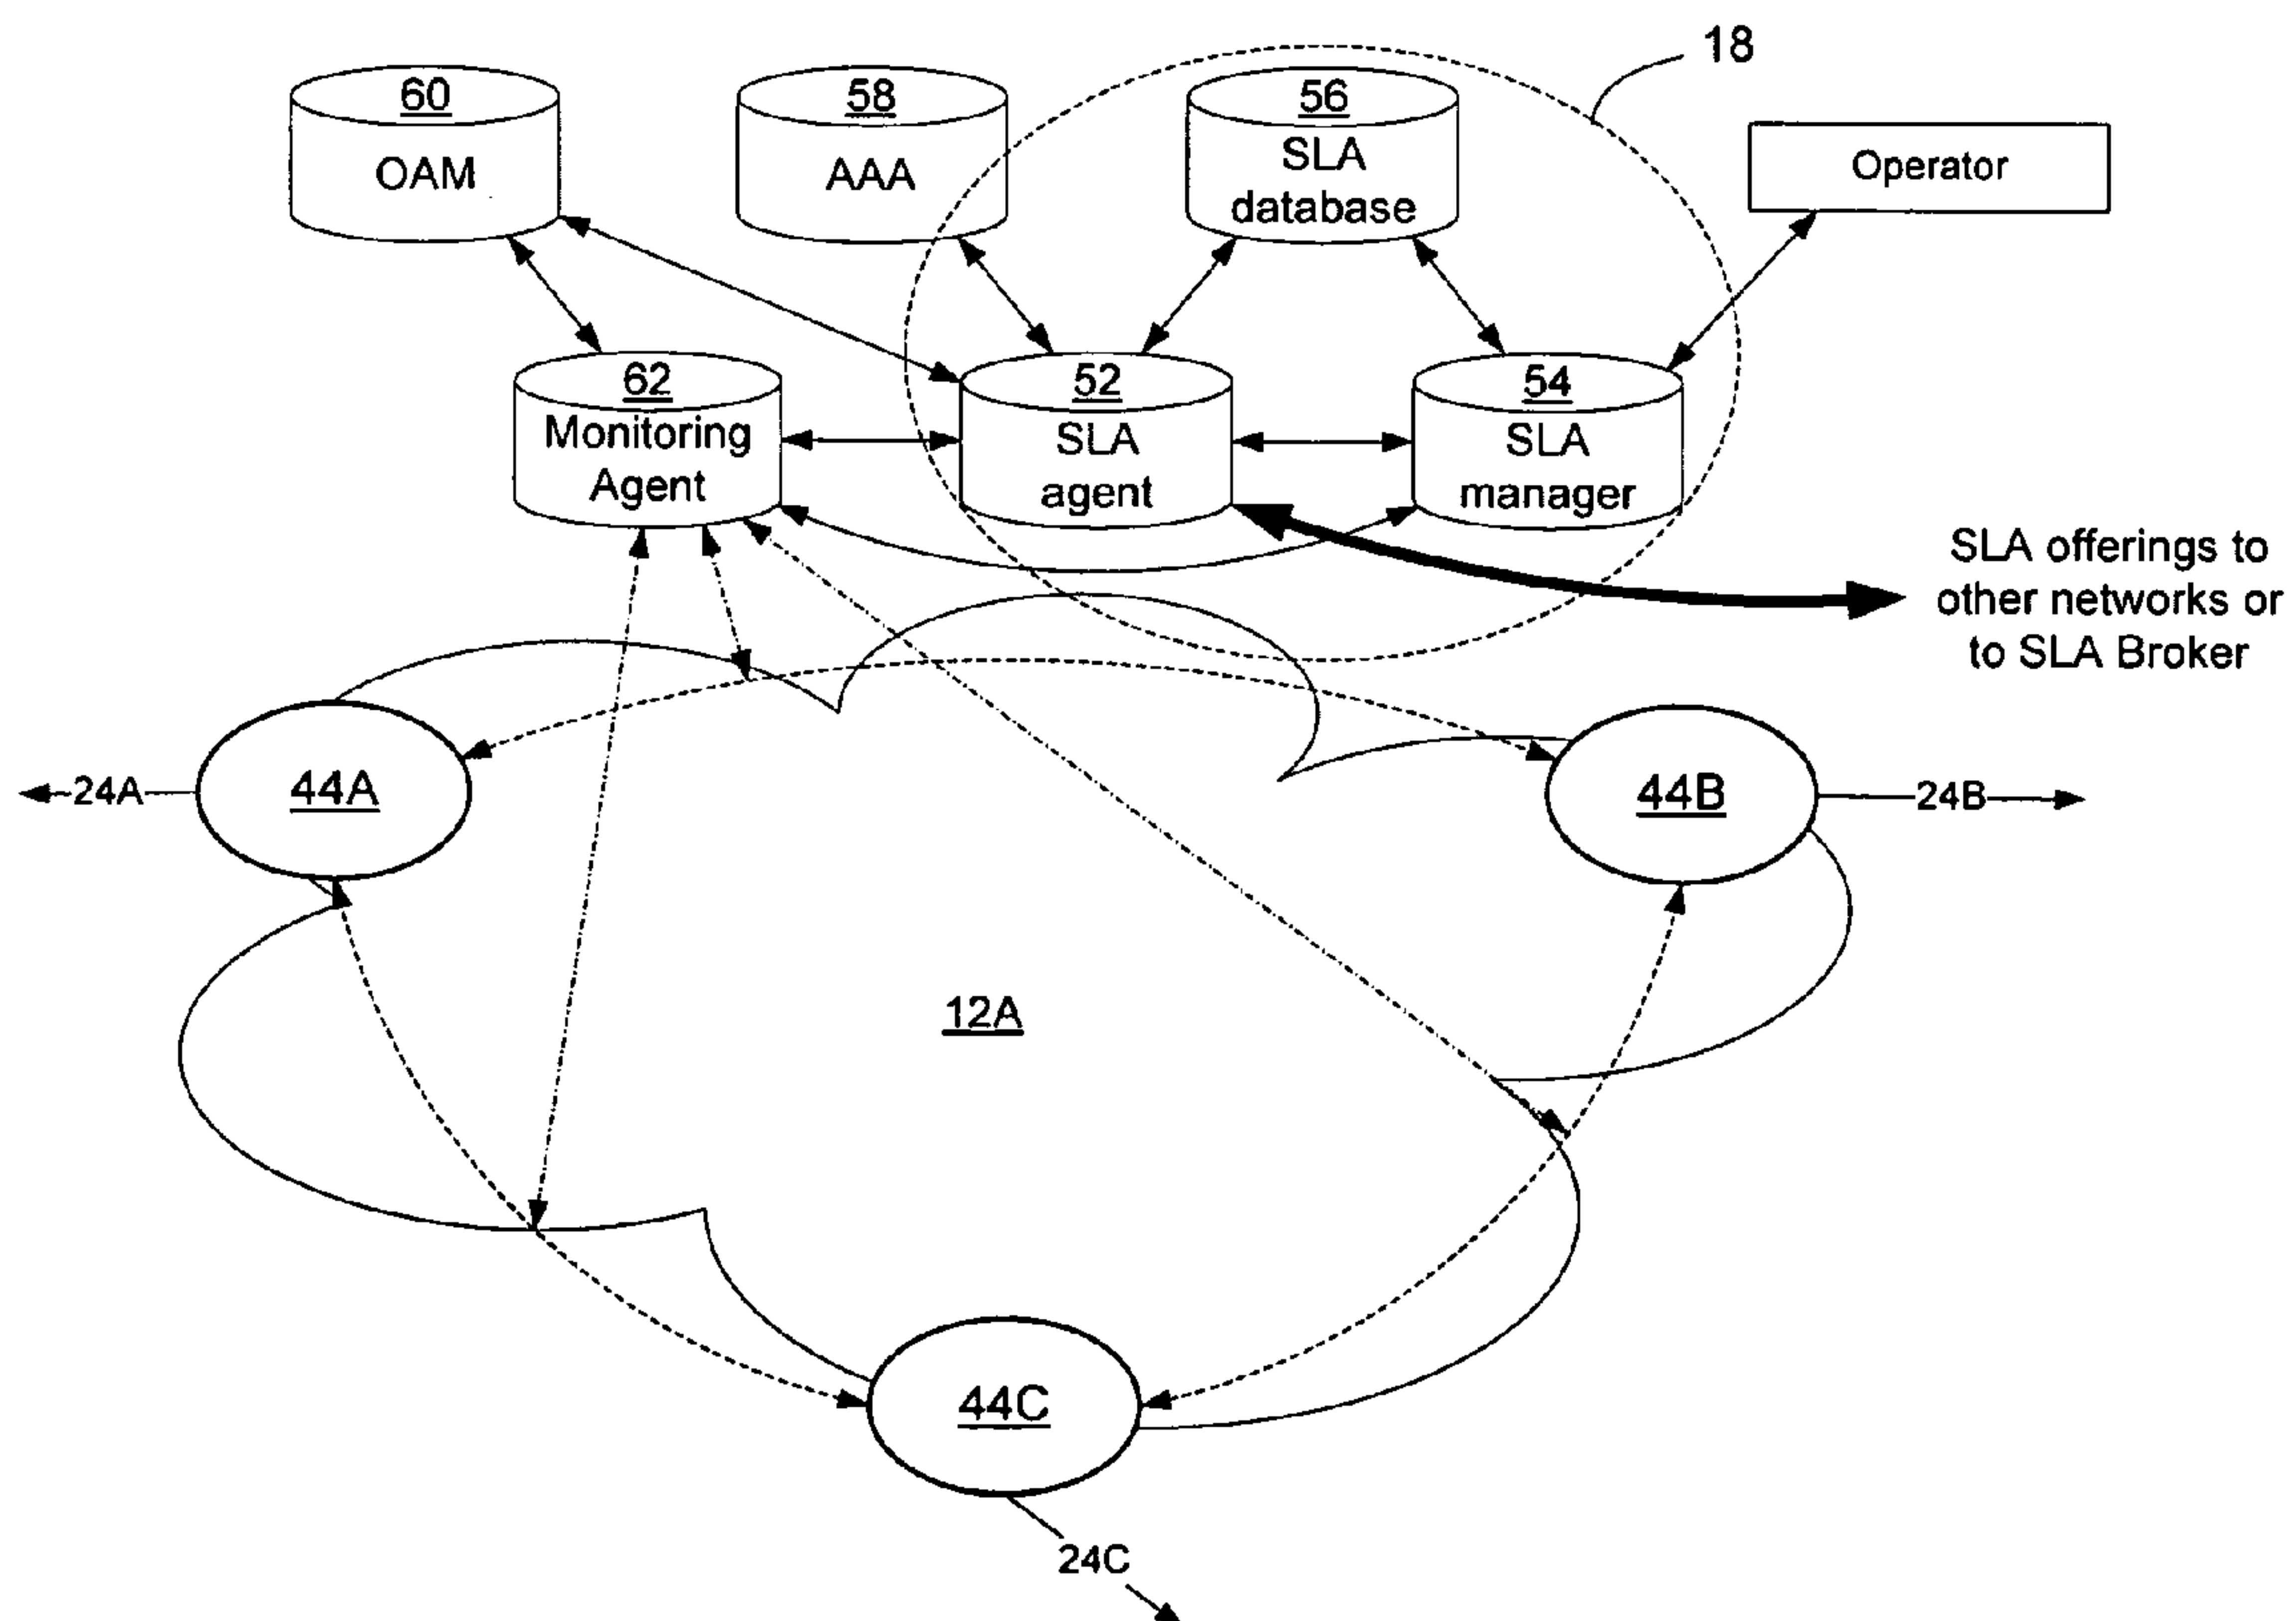 18
60
OAM
58
AAA
56
SLA
database
Operator
62
Monitoring
Agent
52
SLA
agent
54
SLA
manager
SLA offerings to
other networks or
to SLA Broker
24A
44A
44B
24B
12A
44C
24C